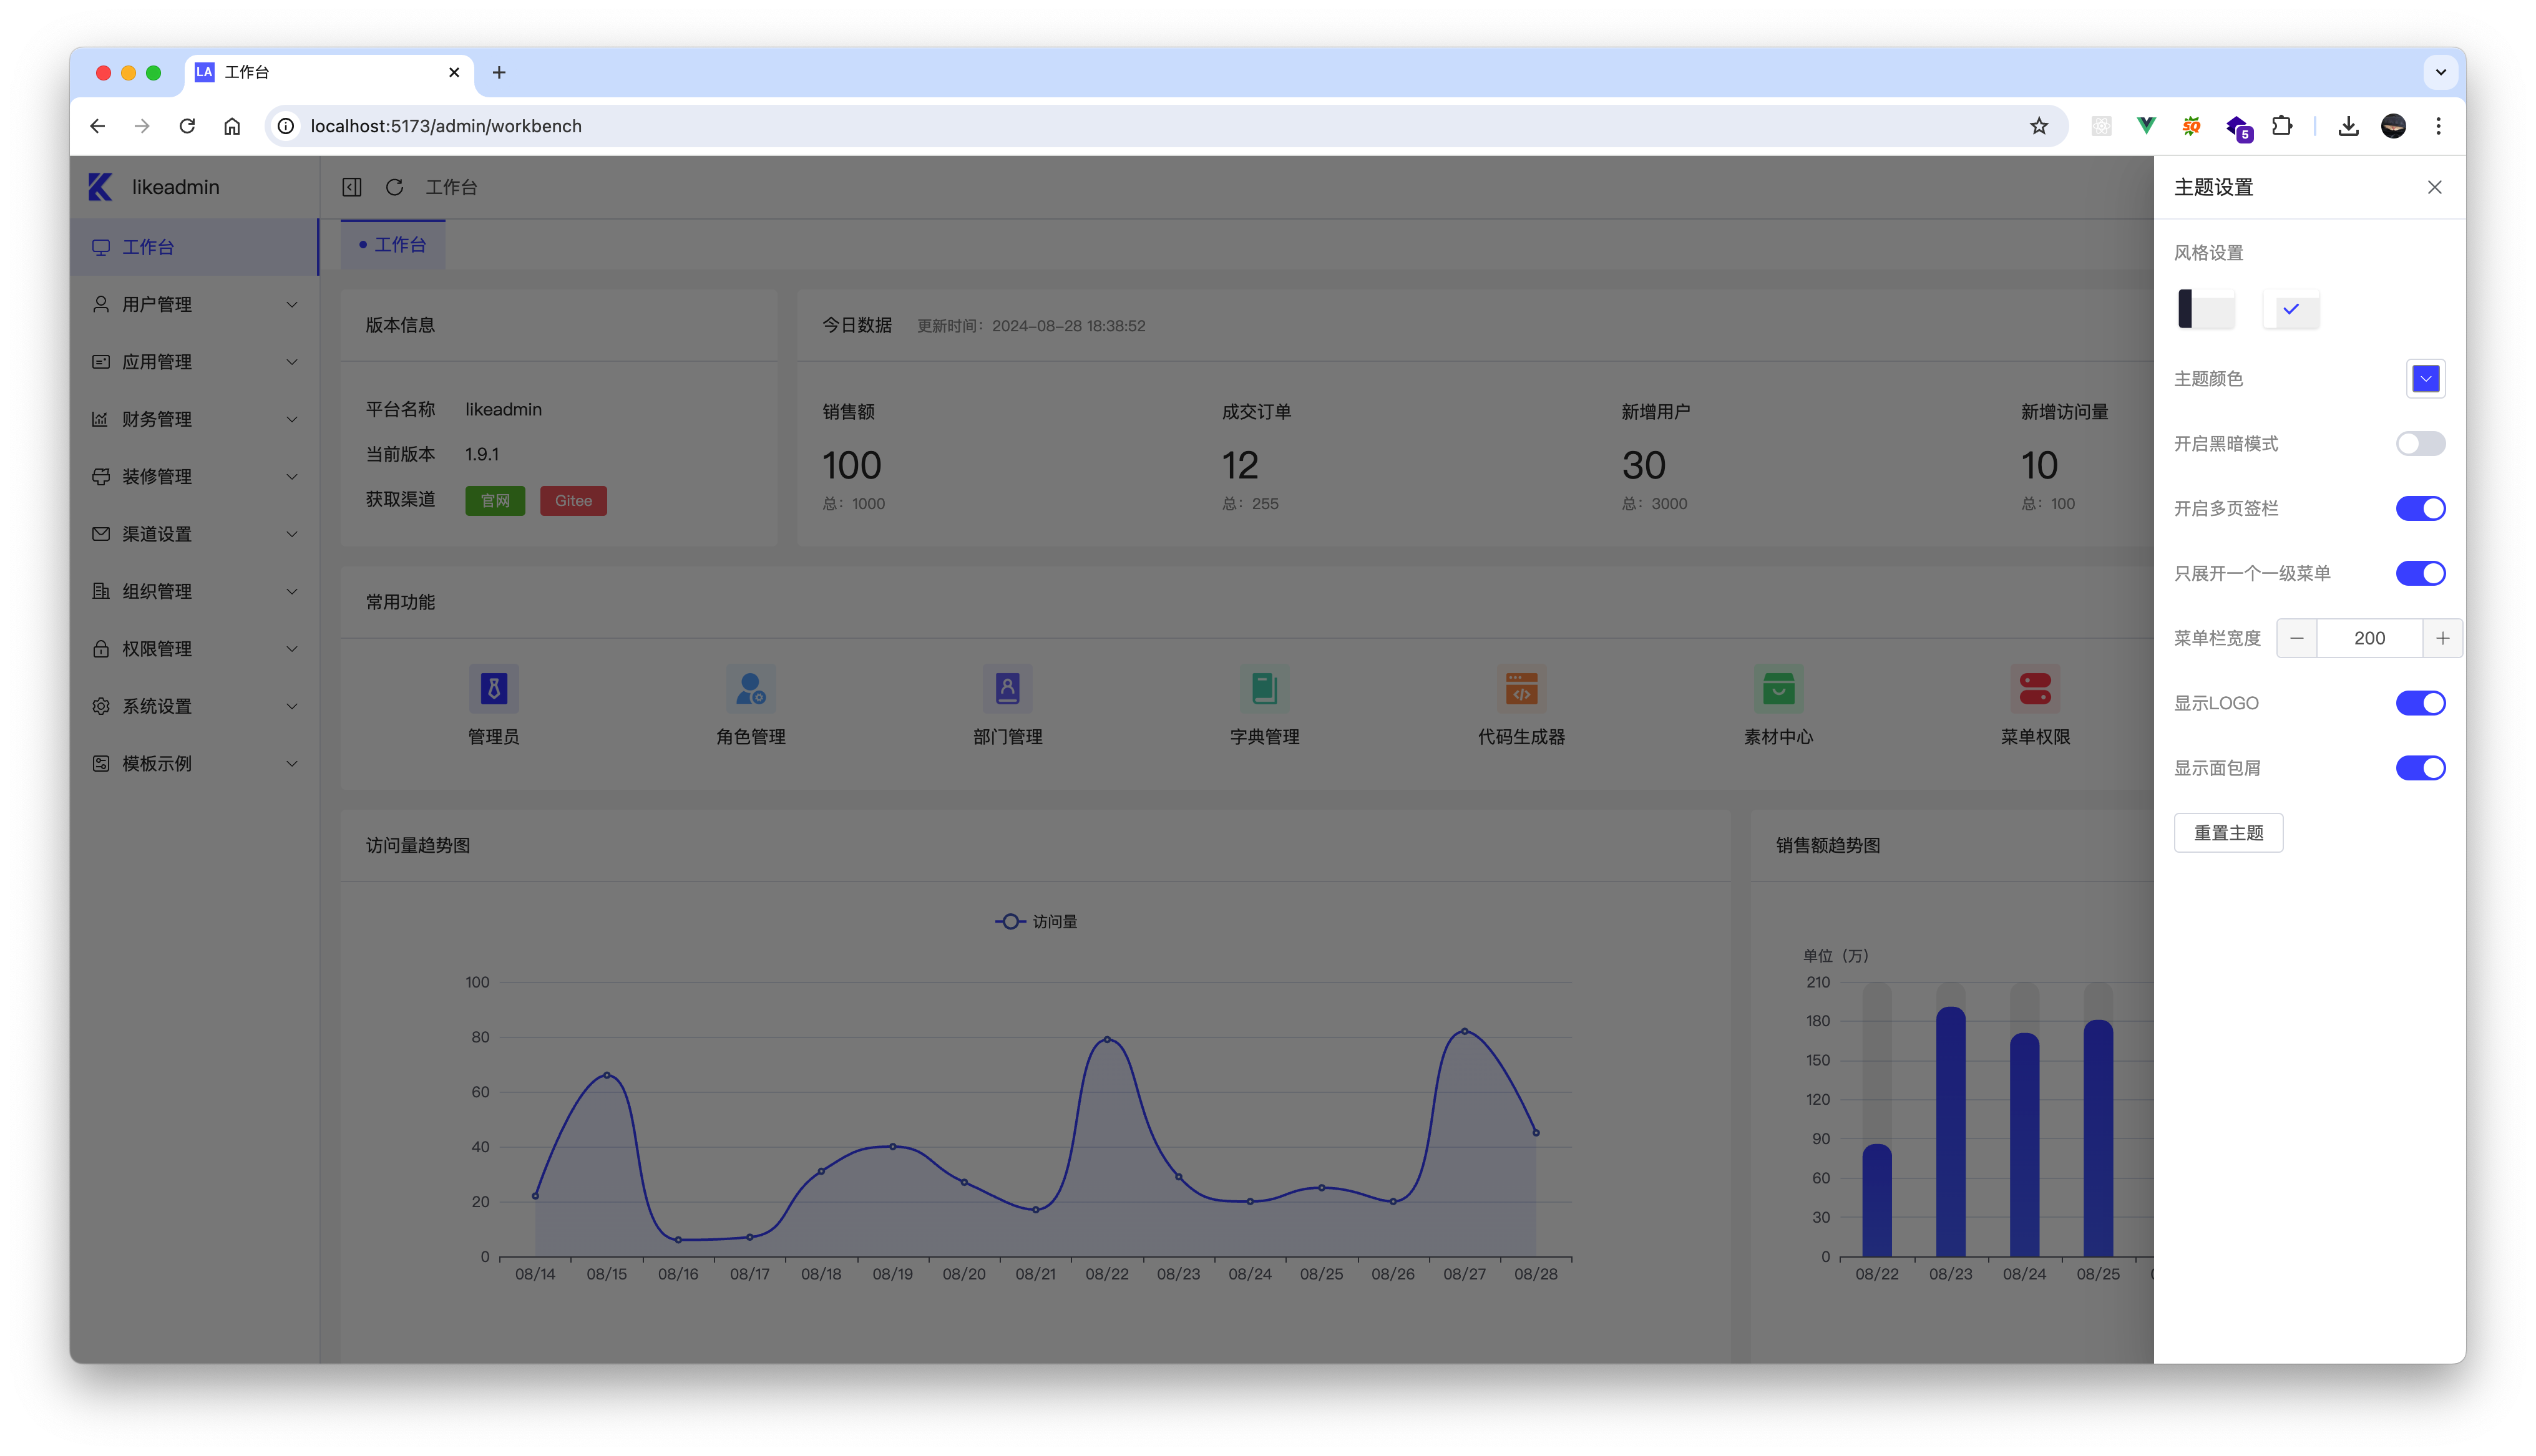 LA 工作台
localhost:5173/admin/workbench
SQ
5
likeadmin
工作台
工作台
用户管理
应用管理
财务管理
装修管理
渠道设置
组织管理
权限管理
系统设置
模板示例
工作台
版本信息
平台名称 likeadmin
当前版本 1.9.1
获取渠道 官网 Gitee
今日数据 更新时间：2024-08-28 18:38:52
销售额 成交订单 新增用户 新增访问量
100 12 30 10
总：1000 总：255 总：3000 总：100
常用功能
管理员 角色管理 部门管理 字典管理 代码生成器 素材中心 菜单权限
访问量趋势图
访问量
100
80
60
40
20
0
08/14 08/15 08/16 08/17 08/18 08/19 08/20 08/21 08/22 08/23 08/24 08/25 08/26 08/27 08/28
销售额趋势图
单位（万）
210
180
150
120
90
60
30
0
08/22 08/23 08/24 08/25
主题设置
风格设置
主题颜色
开启黑暗模式
开启多页签栏
只展开一个一级菜单
菜单栏宽度 200
显示LOGO
显示面包屑
重置主题